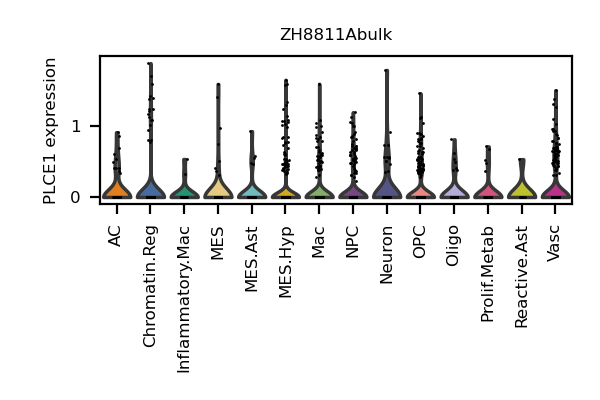 ZH8811Abulk
PLCE1 expression
1
0
AC
Chromatin.Reg
Inflammatory.Mac
MES
MES.Ast
MES.Hyp
Mac
NPC
Neuron
OPC
Oligo
Prolif.Metab
Reactive.Ast
Vasc